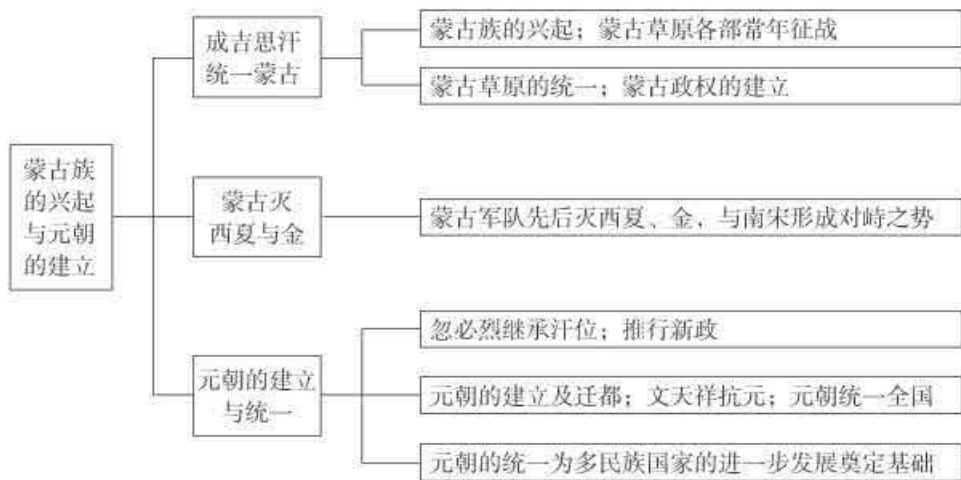 蒙古族
的兴起
与元朝
的建立
成吉思汗
统一蒙古
蒙古族的兴起；蒙古草原各部常年征战
蒙古草原的统一；蒙古政权的建立
蒙古灭
西夏与金
蒙古军队先后灭西夏、金，与南宋形成对峙之势
元朝的建立
与统一
忽必烈继承汗位；推行新政
元朝的建立及迁都；文天祥抗元；元朝统一全国
元朝的统一为多民族国家的进一步发展奠定基础